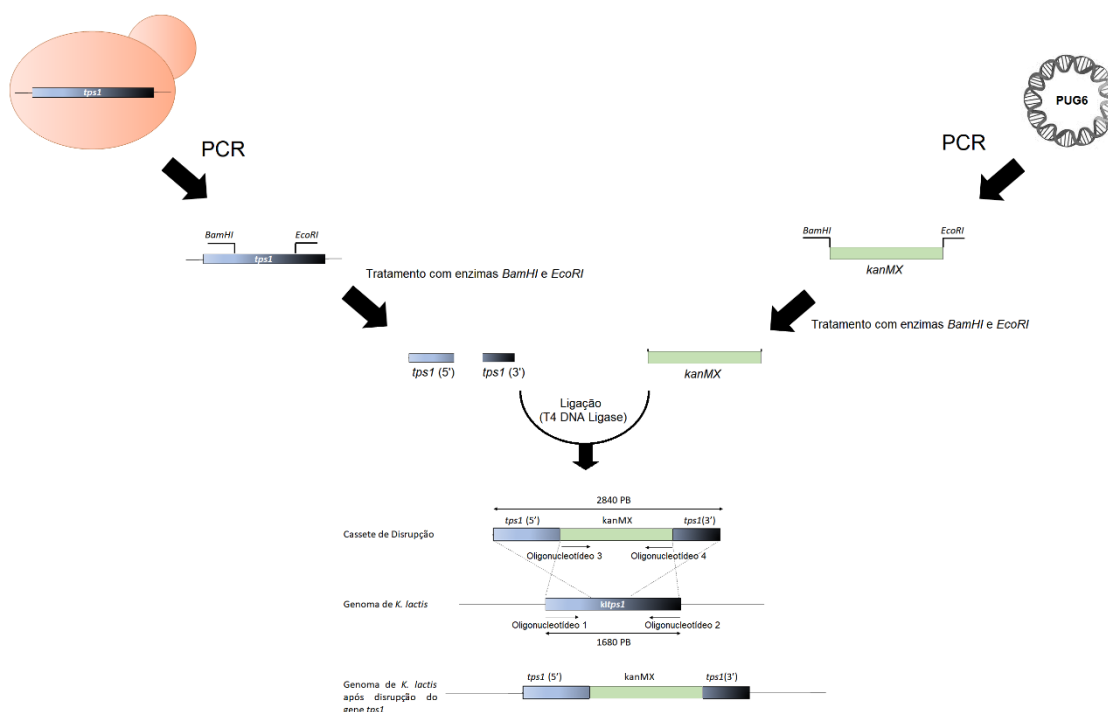 tps1
PUG6
PCR
PCR
BamHI
EcoRI
tps1
BamHI
EcoRI
kanMX
Tratamento com enzimas BamHI e EcoRI
Tratamento com enzimas BamHI e EcoRI
tps1 (5')
tps1 (3')
kanMX
Ligação
(T4 DNA Ligase)
2840 PB
tps1 (5')
kanMX
tps1(3')
Cassete de Disrupção
Oligonucleotídeo 3
Oligonucleotídeo 4
Genoma de K. lactis
kltps1
Oligonucleotídeo 1
Oligonucleotídeo 2
1680 PB
tps1 (5')
kanMX
tps1(3')
Genoma de K. lactis
após disrupção do
gene tps1